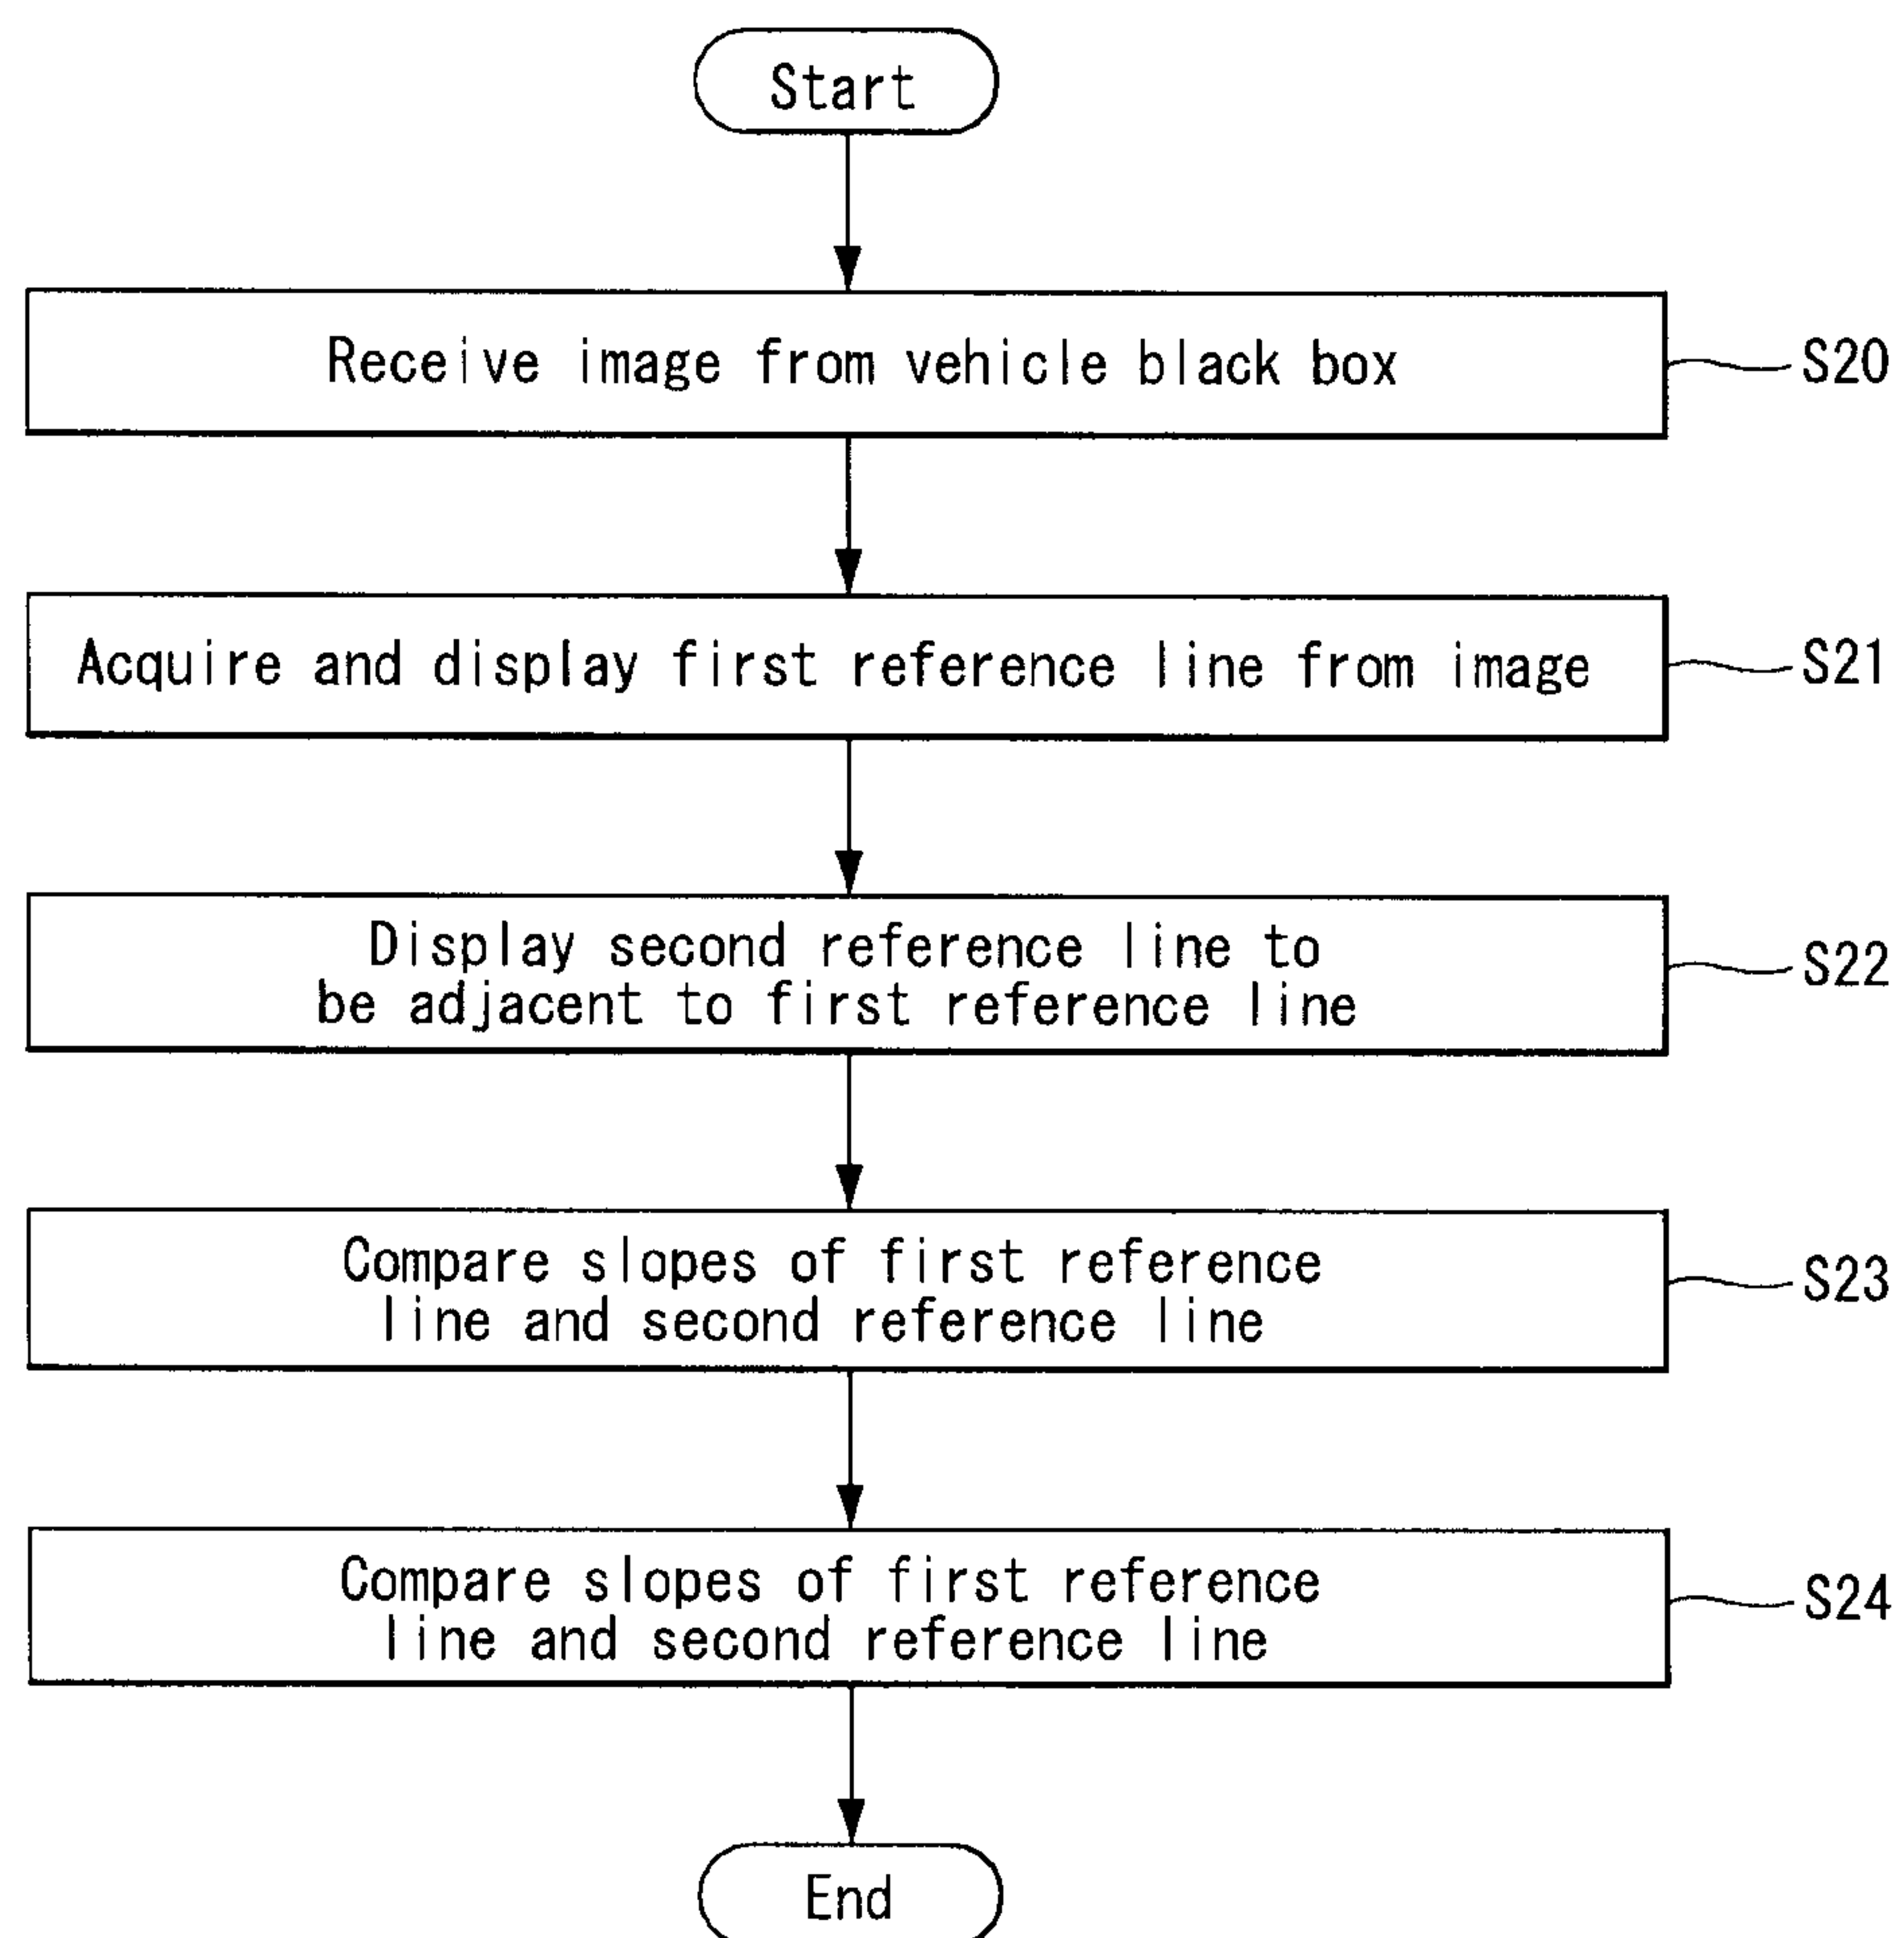 Start
Receive image from vehicle black box
S20
Acquire and display first reference line from image
S21
Display second reference line to
be adjacent to first reference line
S22
Compare slopes of first reference
line and second reference line
S23
Compare slopes of first reference
line and second reference line
S24
End